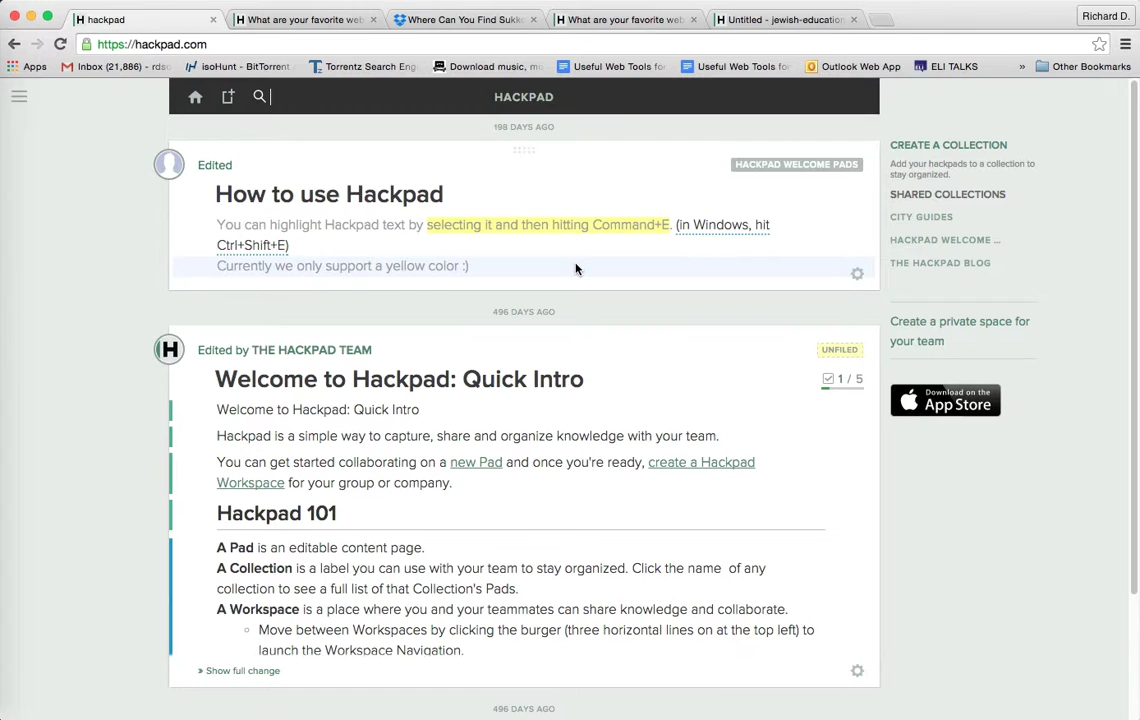 hackpad
What are your favorite web
Where Can You Find Sukk
What are your favorite web
Untitled - jewish-education
Richard D.
https://hackpad.com
Apps
Inbox (21,886) - rds
isoHunt - BitTorrent
Torrentz Search Eng
Download music, mo
Useful Web Tools for
Useful Web Tools for
Outlook Web App
ELI TALKS
»
Other Bookmarks
HACKPAD
198 DAYS AGO
Edited
HACKPAD WELCOME PADS
How to use Hackpad
You can highlight Hackpad text by selecting it and then hitting Command+E. (in Windows, hit
Ctrl+Shift+E)
Currently we only support a yellow color :)
496 DAYS AGO
H
Edited by THE HACKPAD TEAM
UNFILED
Welcome to Hackpad: Quick Intro
1 / 5
Welcome to Hackpad: Quick Intro
Hackpad is a simple way to capture, share and organize knowledge with your team.
You can get started collaborating on a new Pad and once you're ready, create a Hackpad
Workspace for your group or company.
Hackpad 101
A Pad is an editable content page.
A Collection is a label you can use with your team to stay organized. Click the name of any
collection to see a full list of that Collection's Pads.
A Workspace is a place where you and your teammates can share knowledge and collaborate.
Move between Workspaces by clicking the burger (three horizontal lines on at the top left) to
launch the Workspace Navigation.
» Show full change
496 DAYS AGO
CREATE A COLLECTION
Add your hackpads to a collection to
stay organized.
SHARED COLLECTIONS
CITY GUIDES
HACKPAD WELCOME ...
THE HACKPAD BLOG
Create a private space for
your team
Download on the
App Store